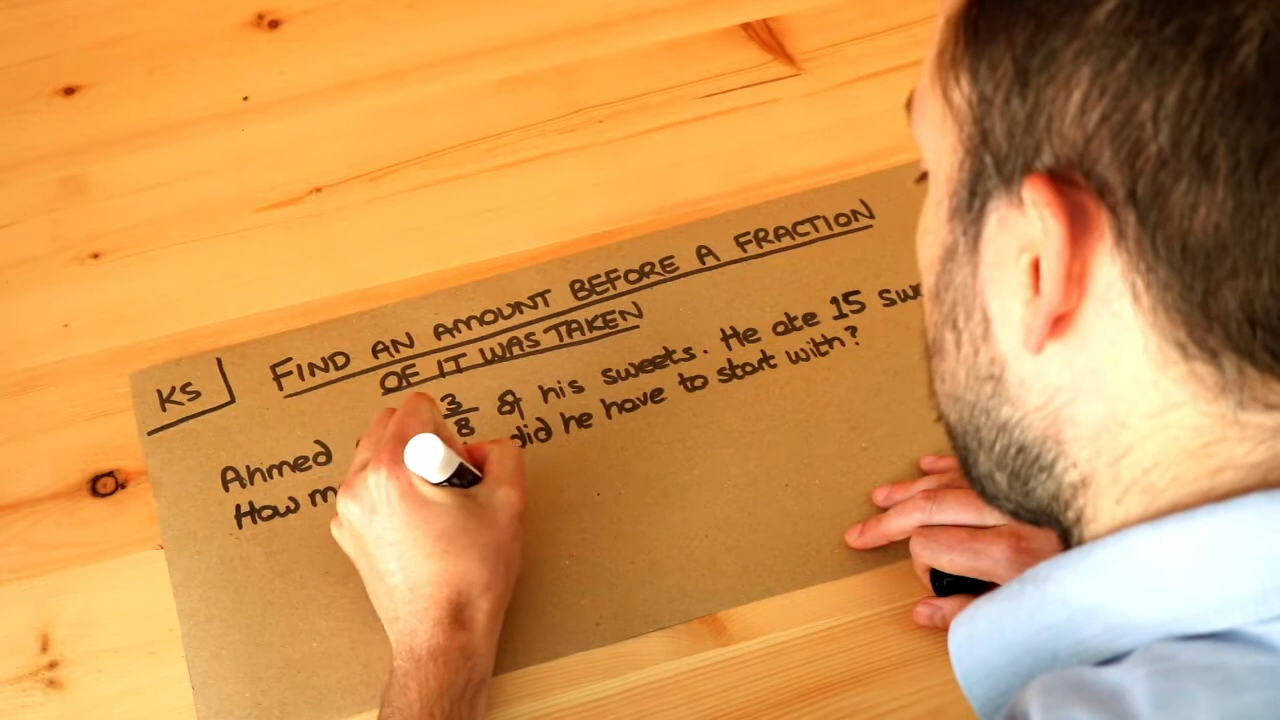 KS
FIND AN AMOUNT BEFORE A FRACTION
OF IT WAS TAKEN
Ahmed 3/8 of his sweets. He ate 15
How did he have to start with?